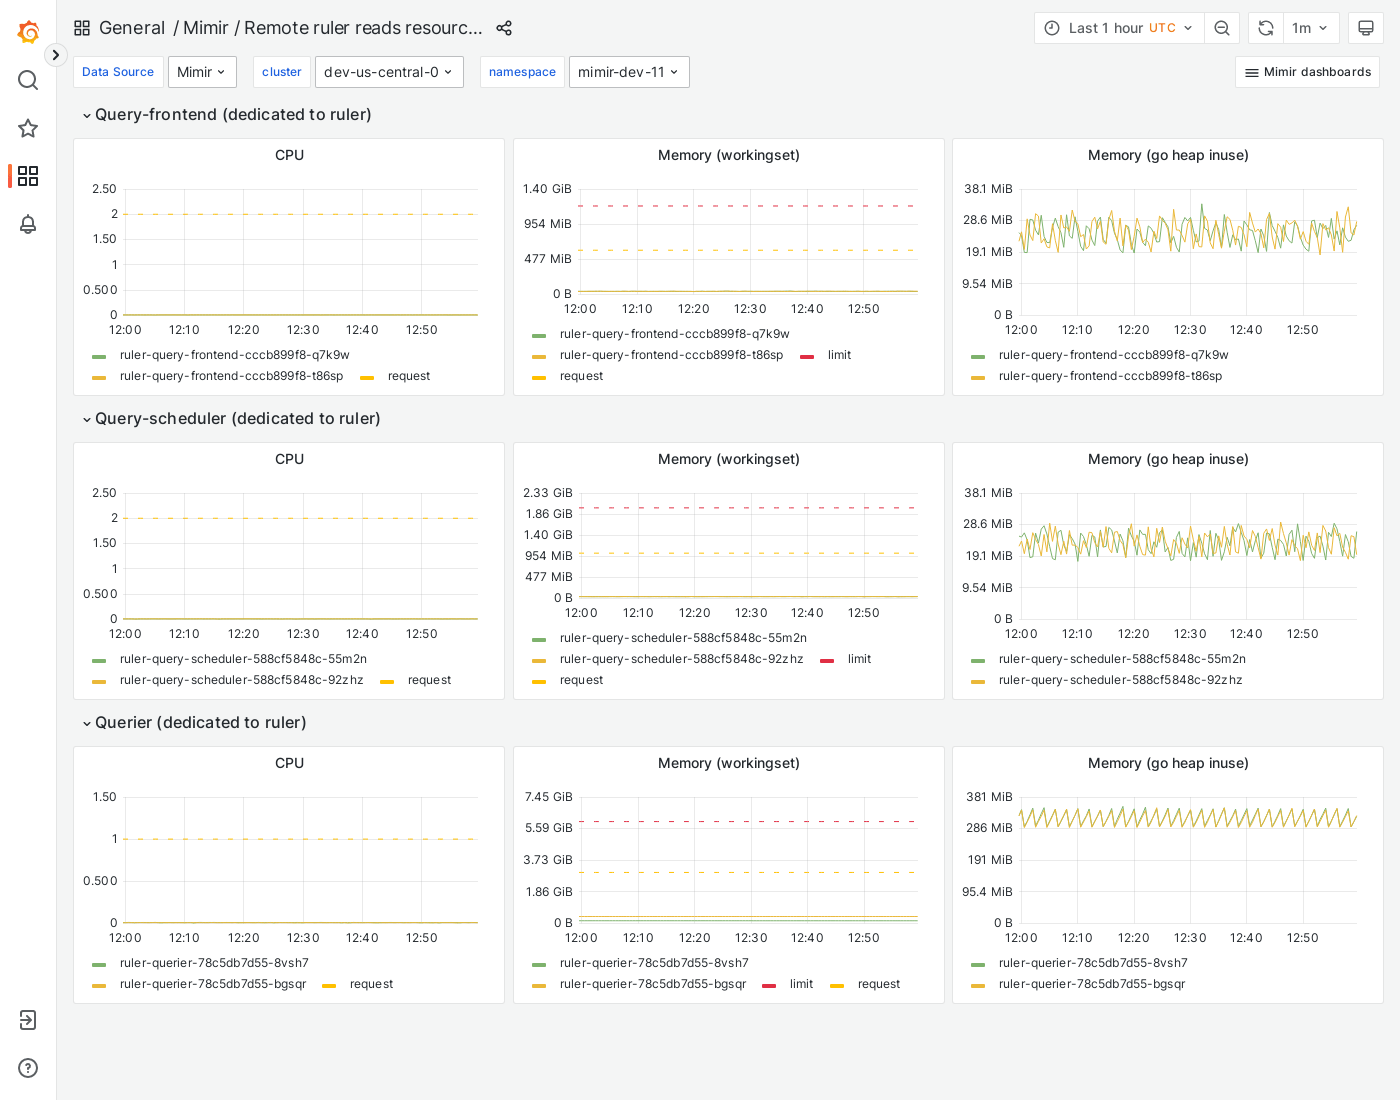 General / Mimir / Remote ruler reads resourc...
Last 1 hour UTC
1m
Data Source Mimir cluster dev-us-central-0 namespace mimir-dev-11 Mimir dashboards
Query-frontend (dedicated to ruler)
CPU
2.50
2
1.50
1
0.500
0
12:00 12:10 12:20 12:30 12:40 12:50
ruler-query-frontend-cccb899f8-q7k9w
ruler-query-frontend-cccb899f8-t86sp request
Memory (workingset)
1.40 GiB
954 MiB
477 MiB
0 B
12:00 12:10 12:20 12:30 12:40 12:50
ruler-query-frontend-cccb899f8-q7k9w
ruler-query-frontend-cccb899f8-t86sp limit
request
Memory (go heap inuse)
38.1 MiB
28.6 MiB
19.1 MiB
9.54 MiB
0 B
12:00 12:10 12:20 12:30 12:40 12:50
ruler-query-frontend-cccb899f8-q7k9w
ruler-query-frontend-cccb899f8-t86sp
Query-scheduler (dedicated to ruler)
CPU
2.50
2
1.50
1
0.500
0
12:00 12:10 12:20 12:30 12:40 12:50
ruler-query-scheduler-588cf5848c-55m2n
ruler-query-scheduler-588cf5848c-92zhz request
Memory (workingset)
2.33 GiB
1.86 GiB
1.40 GiB
954 MiB
477 MiB
0 B
12:00 12:10 12:20 12:30 12:40 12:50
ruler-query-scheduler-588cf5848c-55m2n
ruler-query-scheduler-588cf5848c-92zhz limit
request
Memory (go heap inuse)
38.1 MiB
28.6 MiB
19.1 MiB
9.54 MiB
0 B
12:00 12:10 12:20 12:30 12:40 12:50
ruler-query-scheduler-588cf5848c-55m2n
ruler-query-scheduler-588cf5848c-92zhz
Querier (dedicated to ruler)
CPU
1.50
1
0.500
0
12:00 12:10 12:20 12:30 12:40 12:50
ruler-querier-78c5db7d55-8vsh7
ruler-querier-78c5db7d55-bgsqr request
Memory (workingset)
7.45 GiB
5.59 GiB
3.73 GiB
1.86 GiB
0 B
12:00 12:10 12:20 12:30 12:40 12:50
ruler-querier-78c5db7d55-8vsh7
ruler-querier-78c5db7d55-bgsqr limit request
Memory (go heap inuse)
381 MiB
286 MiB
191 MiB
95.4 MiB
0 B
12:00 12:10 12:20 12:30 12:40 12:50
ruler-querier-78c5db7d55-8vsh7
ruler-querier-78c5db7d55-bgsqr